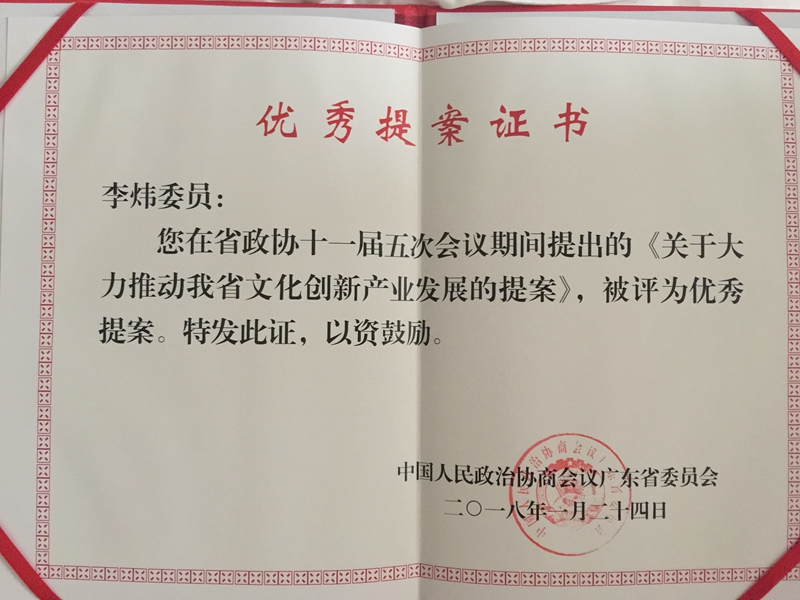 优秀提案证书
李炜委员：
您在省政协十一届五次会议期间提出的《关于大
力推动我省文化创新产业发展的提案》，被评为优秀
提案。特发此证，以资鼓励。
中国人民政治协商会议广东省委员会
二〇一八年一月二十四日